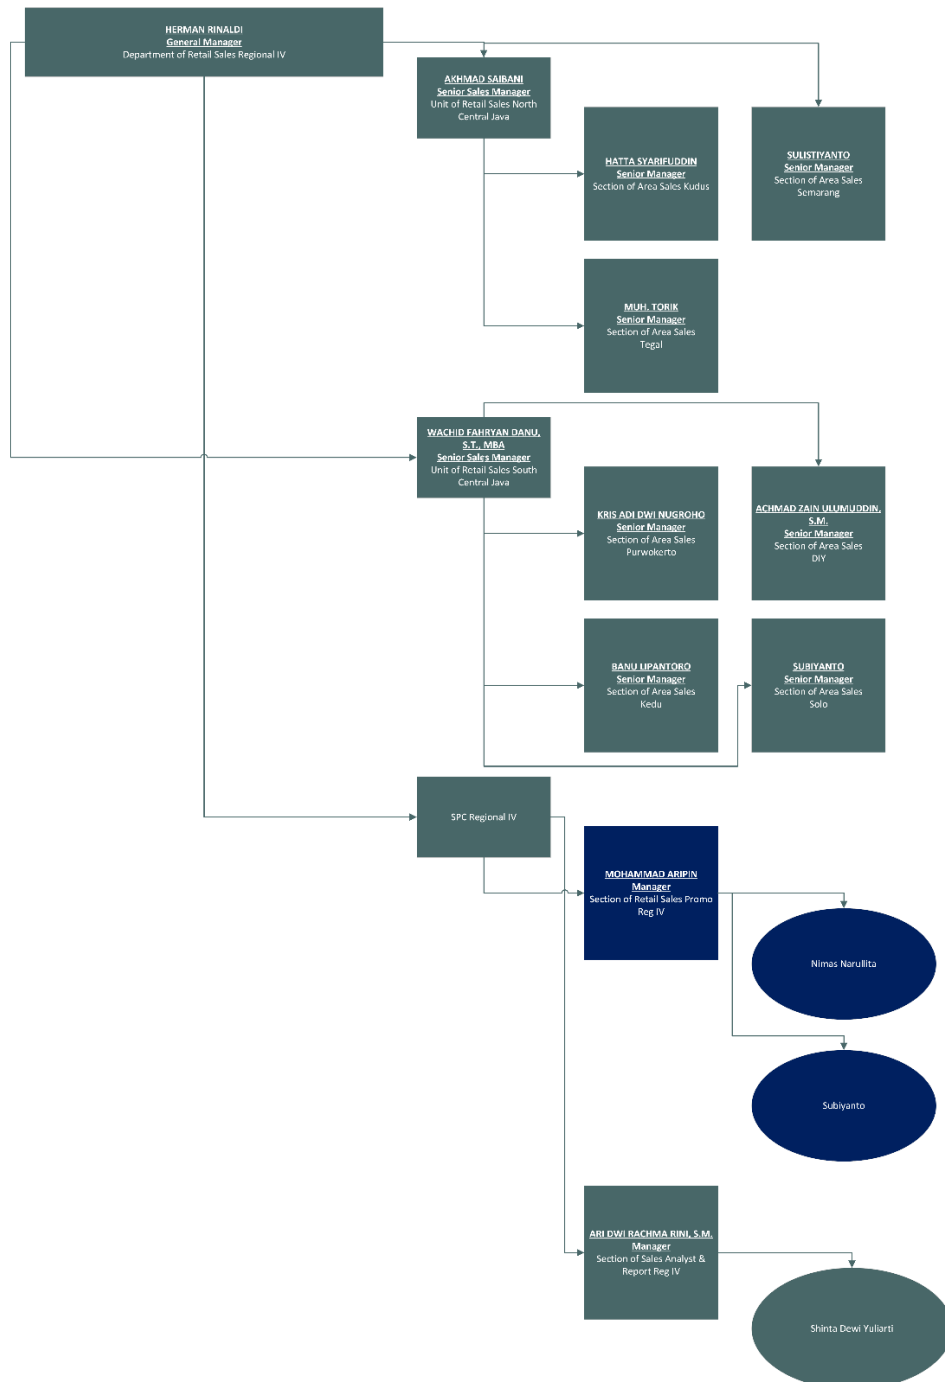 HERMAN RINALDI
General Manager
Department of Retail Sales Regional IV
AKHMAD SAIBANI
Senior Sales Manager
Unit of Retail Sales North
Central Java
HATTA SYARIFUDDIN
Senior Manager
Section of Area Sales Kudus
SULISTIYANTO
Senior Manager
Section of Area Sales
Semarang
MUH. TORIK
Senior Manager
Section of Area Sales
Tegal
WACHID FAHRYAN DANU,
S.T., MBA
Senior Sales Manager
Unit of Retail Sales South
Central Java
KRIS ADI DWI NUGROHO
Senior Manager
Section of Area Sales
Purwokerto
ACHMAD ZAIN ULUMUDDIN,
S.M.
Senior Manager
Section of Area Sales
DIY
BANU LIPANTORO
Senior Manager
Section of Area Sales
Kedu
SUBIYANTO
Senior Manager
Section of Area Sales
Solo
SPC Regional IV
MOHAMMAD ARIPIN
Manager
Section of Retail Sales Promo
Reg IV
Nimas Narullita
Subiyanto
ARI DWI RACHMA RINI, S.M.
Manager
Section of Sales Analyst &
Report Reg IV
Shinta Dewi Yuliarti